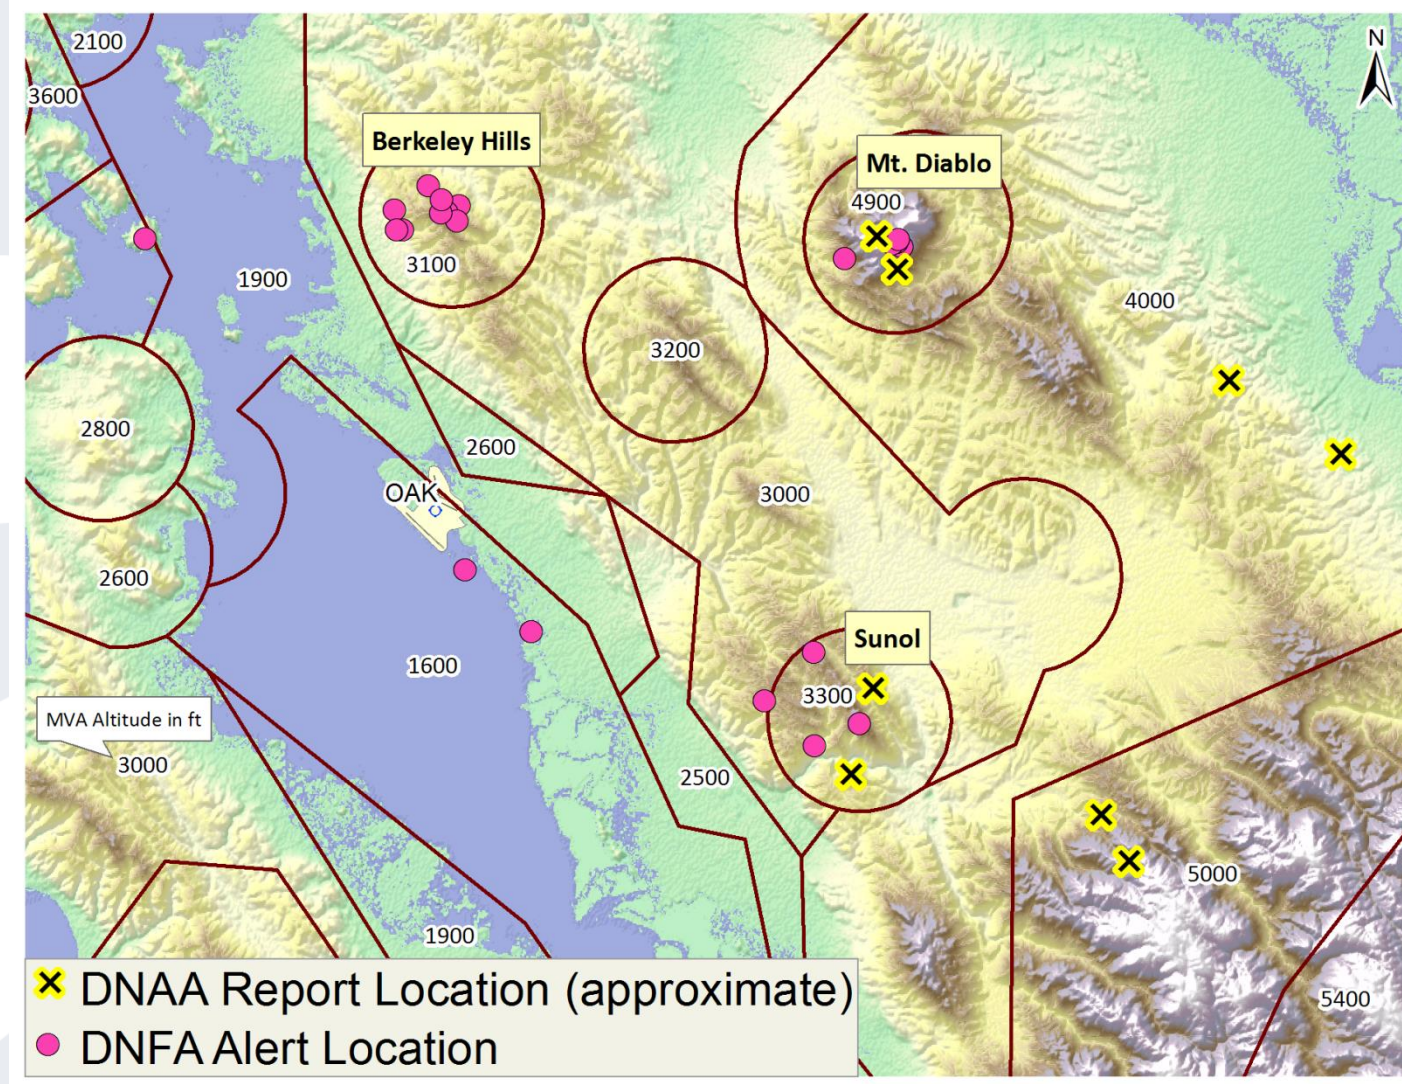 2100
N
3600
Berkeley Hills
Mt. Diablo
4900
3100
1900
4000
3200
2800
2600
OAK
3000
2600
Sunol
1600
3300
MVA Altitude in ft
3000
2500
5000
1900
5400
DNAA Report Location (approximate)
DNFA Alert Location